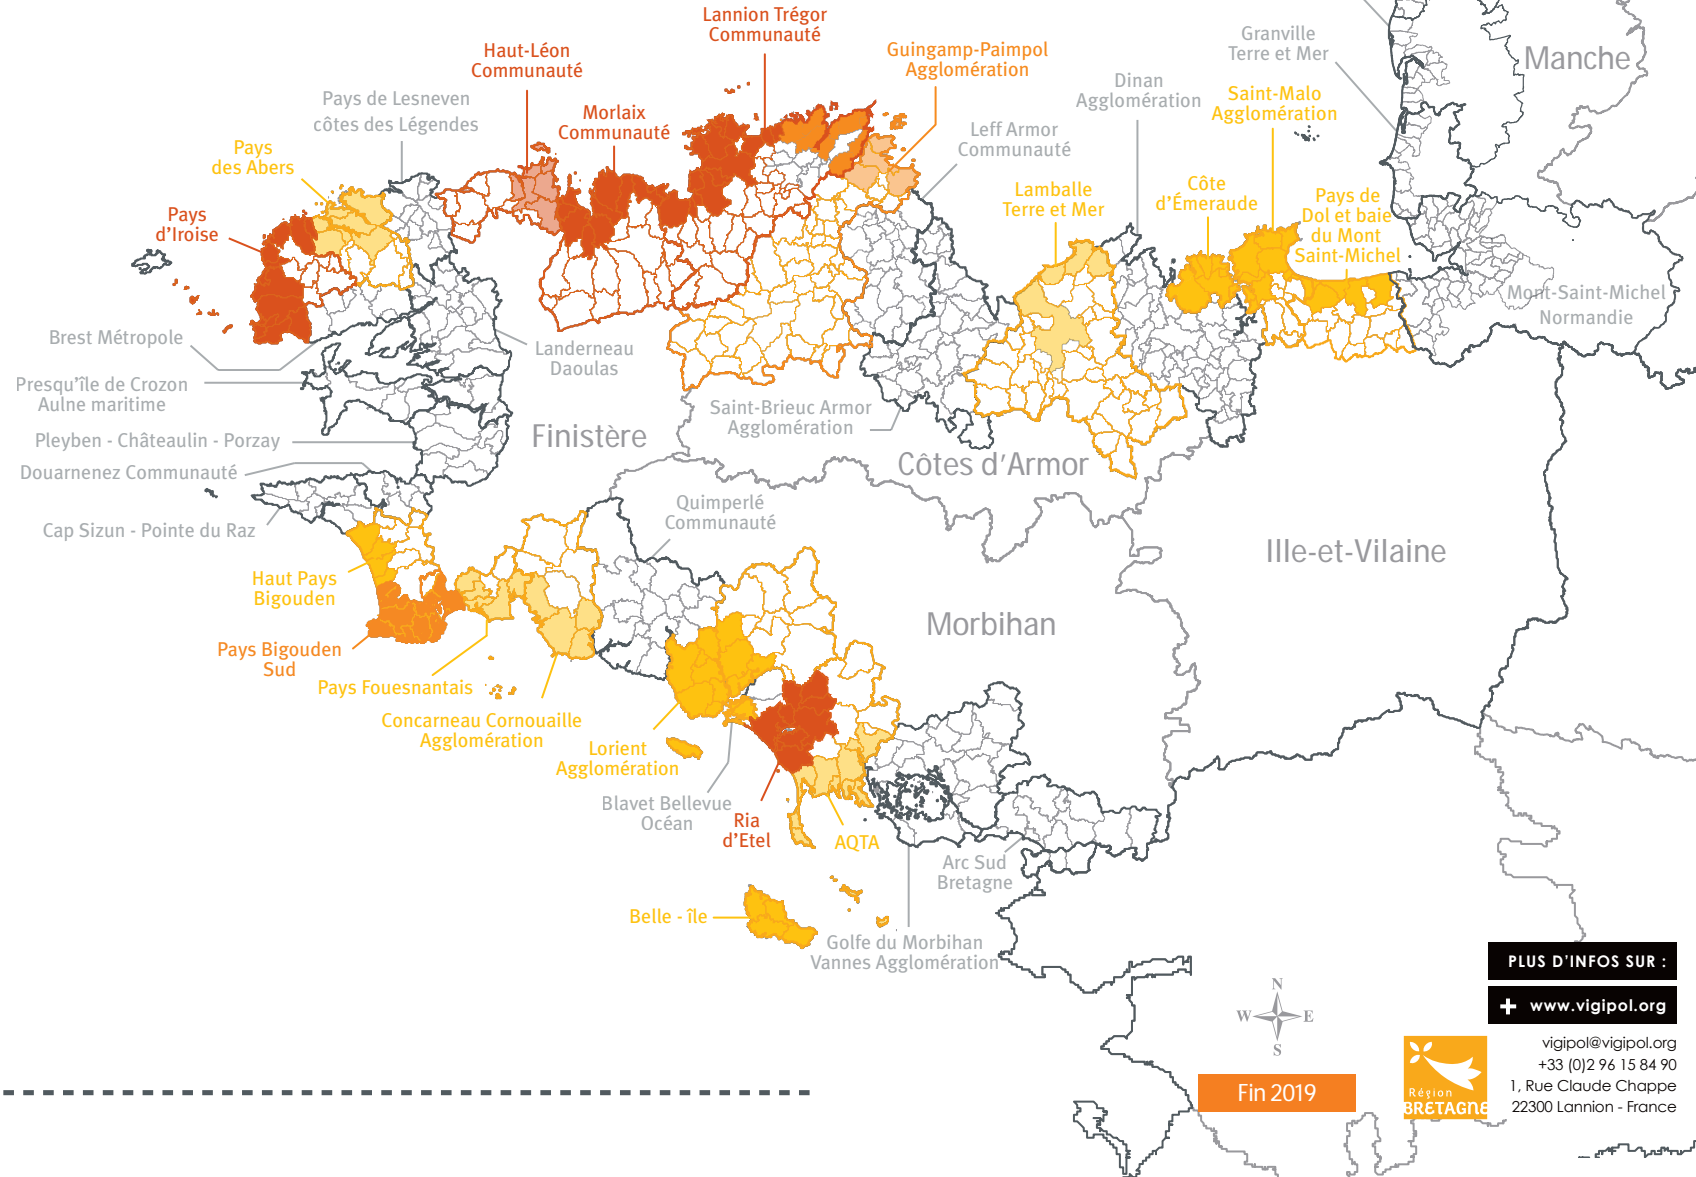 Lannion Trégor
Communauté
Haut-Léon
Communauté
Guingamp-Paimpol
Agglomération
Granville
Terre et Mer
Manche
Pays de Lesneven
côtes des Légendes
Morlaix
Communauté
Dinan
Agglomération
Saint-Malo
Agglomération
Leff Armor
Communauté
Pays
des Abers
Lamballe
Terre et Mer
Côte
d'Émeraude
Pays de
Dol et baie
du Mont
Saint-Michel
Pays
d'Iroise
Mont-Saint-Michel
Normandie
Brest Métropole
Landerneau
Daoulas
Presqu'île de Crozon
Aulne maritime
Saint-Brieuc Armor
Agglomération
Pleyben - Châteaulin - Porzay
Finistère
Douarnenez Communauté
Côtes d'Armor
Quimperlé
Communauté
Cap Sizun - Pointe du Raz
Ille-et-Vilaine
Haut Pays
Bigouden
Morbihan
Pays Bigouden
Sud
Pays Fouesnantais
Concarneau Cornouaille
Agglomération
Lorient
Agglomération
Blavet Bellevue
Océan
Ria
d'Etel
AQTA
Arc Sud
Bretagne
Belle - île
Golfe du Morbihan
Vannes Agglomération
PLUS D'INFOS SUR :
+ www.vigipol.org
N
W E
S
vigipol@vigipol.org
+33 (0)2 96 15 84 90
1, Rue Claude Chappe
22300 Lannion - France
Fin 2019
Région
BRETAGNE